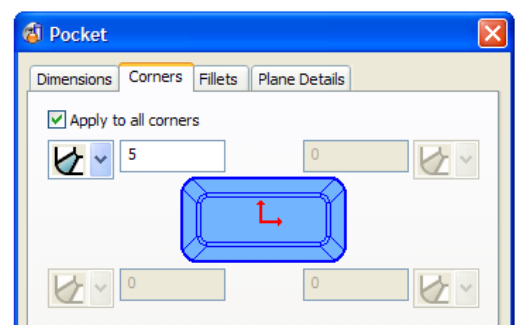 Pocket
Dimensions Corners Fillets Plane Details
Apply to all corners
5 0
0 0